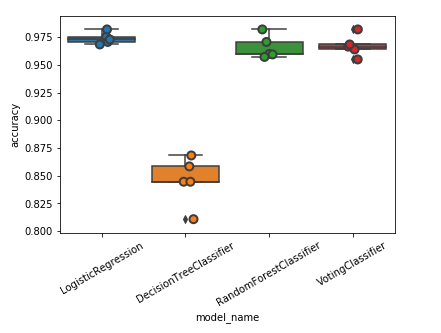 accuracy
0.975
0.950
0.925
0.900
0.875
0.850
0.825
0.800
LogisticRegression
DecisionTreeClassifier
RandomForestClassifier
VotingClassifier
model_name